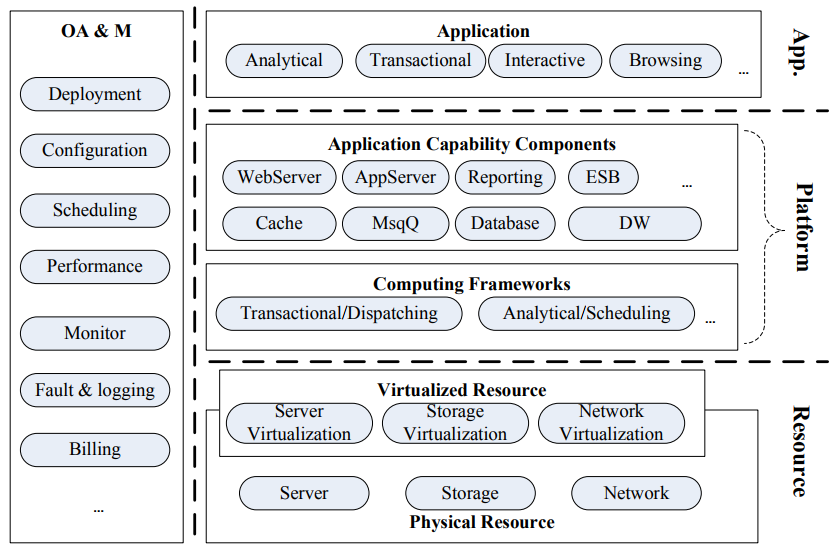 OA & M
Deployment
Configuration
Scheduling
Performance
Monitor
Fault & logging
Billing
...
Application
Analytical
Transactional
Interactive
Browsing
...
App.
Application Capability Components
WebServer
AppServer
Reporting
ESB
...
Cache
MsqQ
Database
DW
Computing Frameworks
Transactional/Dispatching
Analytical/Scheduling
...
Platform
Virtualized Resource
Server
Virtualization
Storage
Virtualization
Network
Virtualization
Server
Storage
Network
Physical Resource
Resource